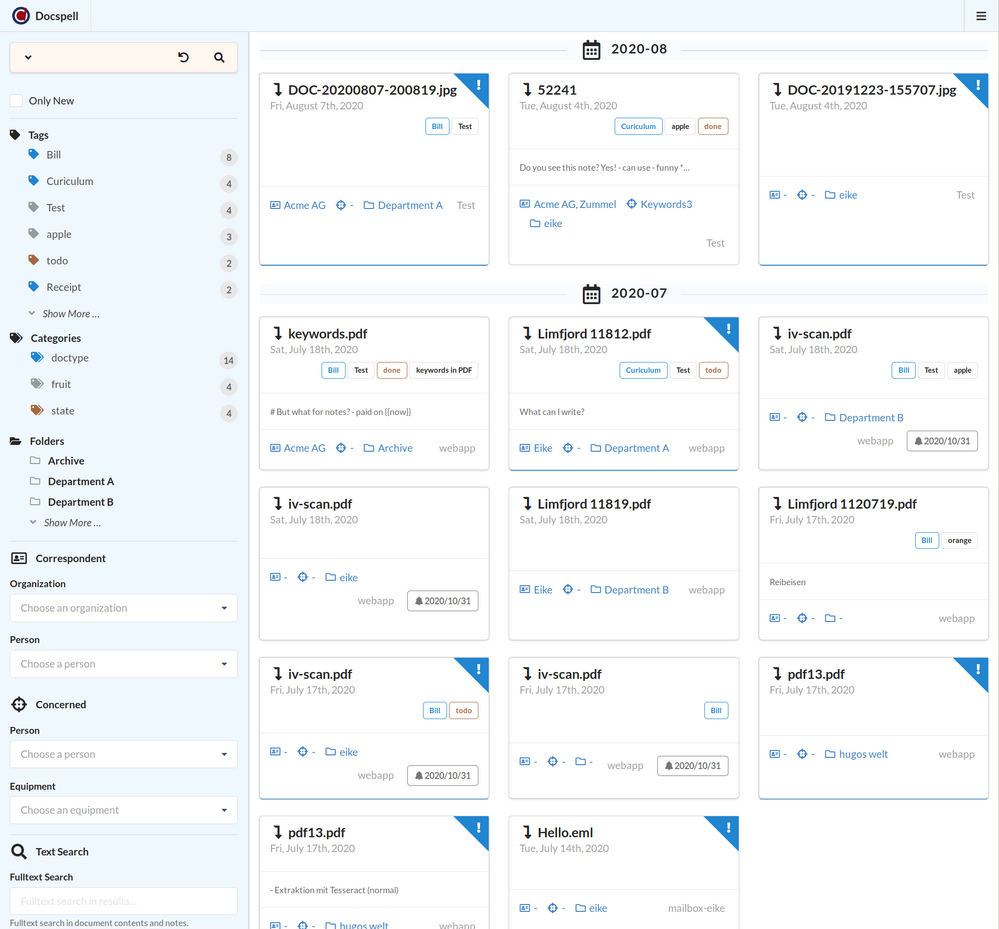 Docspell
Only New
Tags
Bill 8
Curiculum 4
Test 4
apple 3
todo 2
Receipt 2
Show More ...
Categories
doctype 14
fruit 4
state 4
Folders
Archive
Department A
Department B
Show More ...
Correspondent
Organization
Choose an organization
Person
Choose a person
Concerned
Person
Choose a person
Equipment
Choose an equipment
Text Search
Fulltext Search
Fulltext search in results...
Fulltext search in document contents and notes.
2020-08
DOC-20200807-200819.jpg
!
Fri, August 7th, 2020
Bill Test
Acme AG - Department A Test
52241
Tue, August 4th, 2020
Curiculum apple done
Do you see this note? Yes! - can use - funny *...
Acme AG, Zummel Keywords3
eike
Test
DOC-20191223-155707.jpg
!
Tue, August 4th, 2020
- - eike Test
2020-07
keywords.pdf
Sat, July 18th, 2020
Bill Test done keywords in PDF
# But what for notes? - paid on [[now]]
Acme AG - Archive webapp
Limfjord 11812.pdf
!
Sat, July 18th, 2020
Curiculum Test todo
What can I write?
Eike - Department A webapp
iv-scan.pdf
Sat, July 18th, 2020
Bill Test apple
- - Department B
webapp 2020/10/31
iv-scan.pdf
Sat, July 18th, 2020
- - eike
webapp 2020/10/31
Limfjord 11819.pdf
Sat, July 18th, 2020
Eike - Department B webapp
Limfjord 1120719.pdf
Fri, July 17th, 2020
Bill orange
Reibeisen
- - - webapp
iv-scan.pdf
!
Fri, July 17th, 2020
Bill todo
- - eike
webapp 2020/10/31
iv-scan.pdf
Fri, July 17th, 2020
Bill
- - - webapp 2020/10/31
pdf13.pdf
!
Fri, July 17th, 2020
- - hugos welt webapp
pdf13.pdf
!
Fri, July 17th, 2020
- Extraktion mit Tesseract (normal)
- - hugos welt webapp
Hello.eml
!
Tue, July 14th, 2020
- - eike mailbox-eike